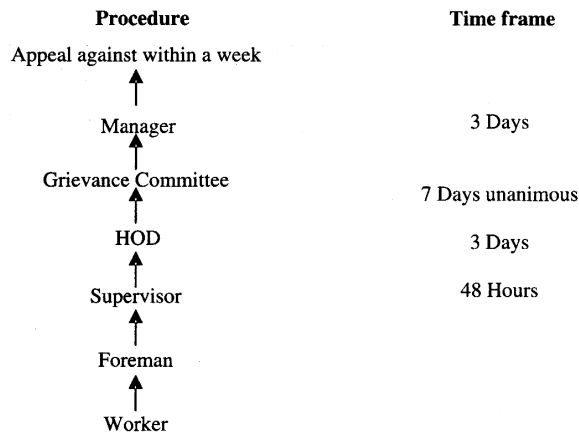 Procedure Time frame
Appeal against within a week
Manager 3 Days
Grievance Committee
7 Days unanimous
HOD 3 Days
Supervisor 48 Hours
Foreman
Worker